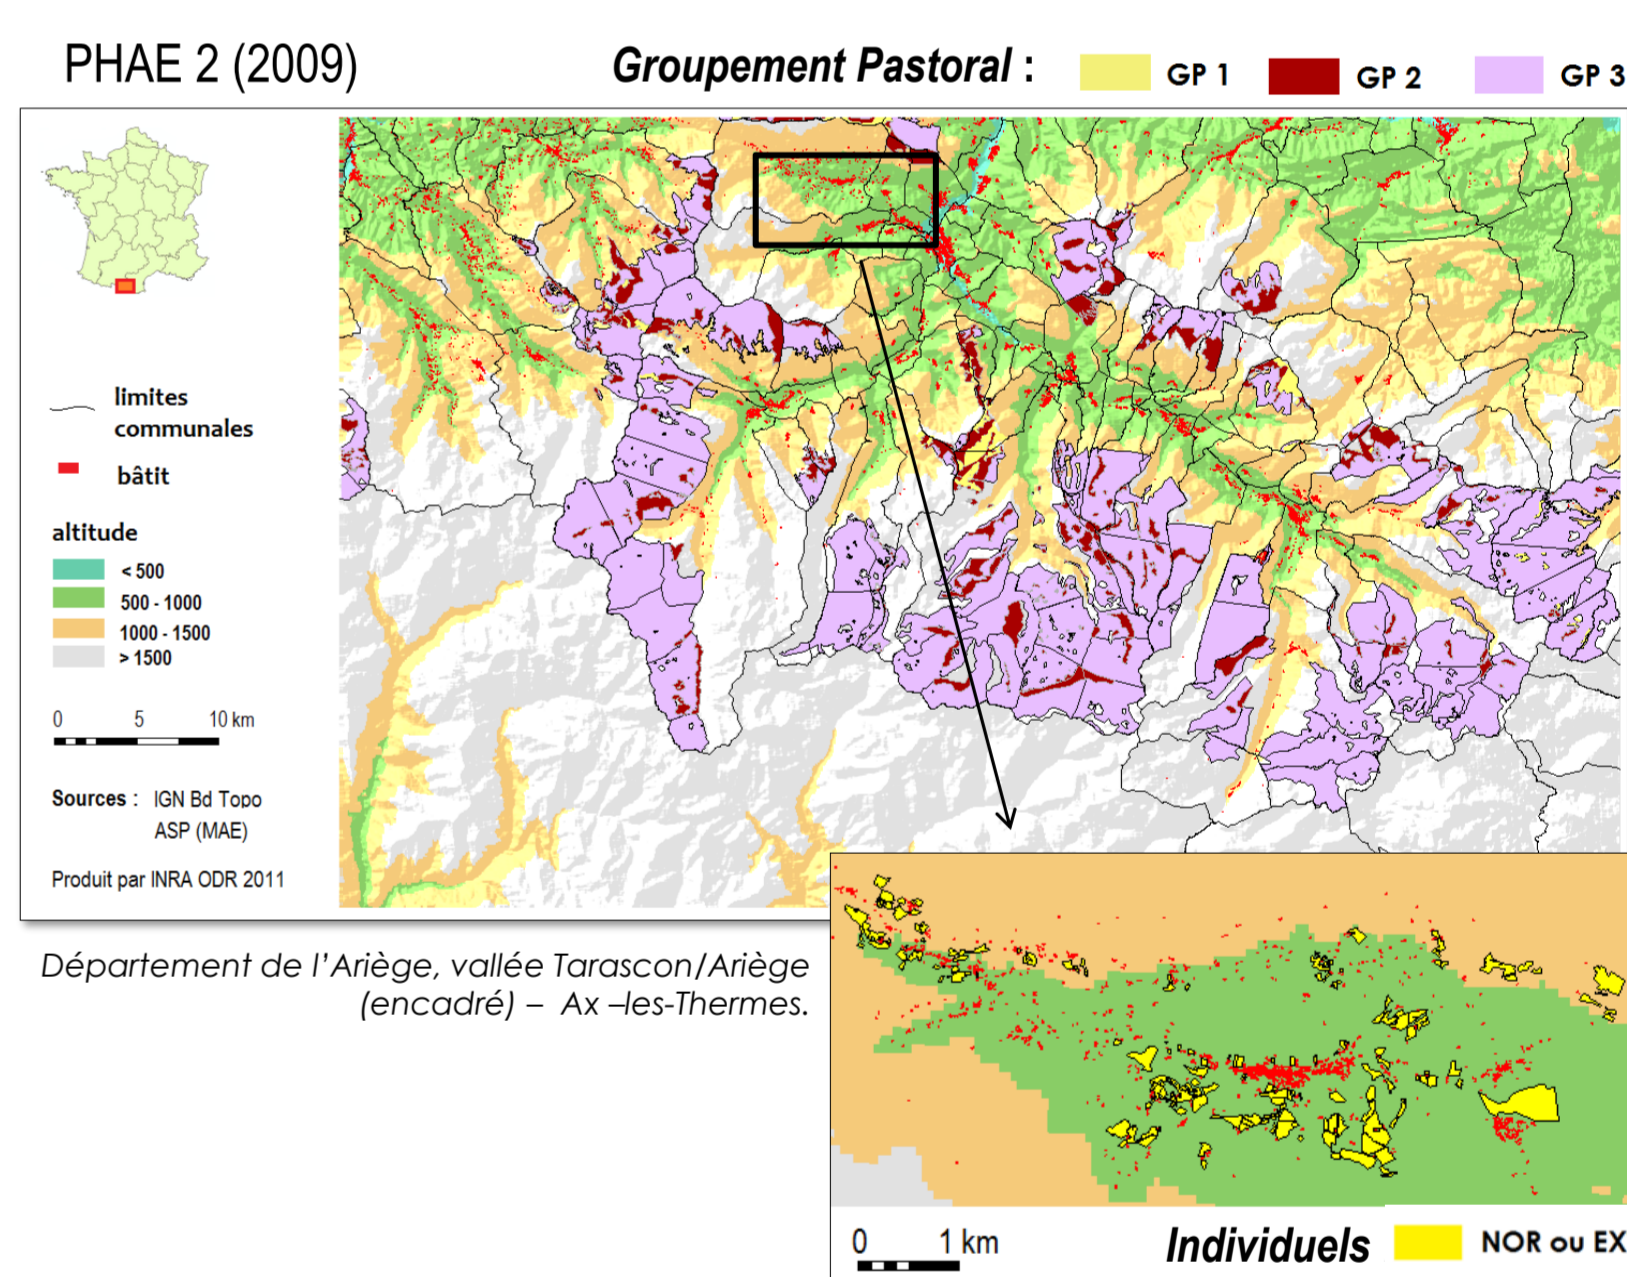 PHAE 2 (2009)
Groupement Pastoral :
GP 1
GP 2
GP 3
limites
communales
bâtit
altitude
< 500
500 - 1000
1000 - 1500
> 1500
0 5 10 km
Sources : IGN Bd Topo
ASP (MAE)
Produit par INRA ODR 2011
Département de l'Ariège, vallée Tarascon/Ariège
(encadré) – Ax –les-Thermes.
0 1 km
Individuels
NOR ou EX